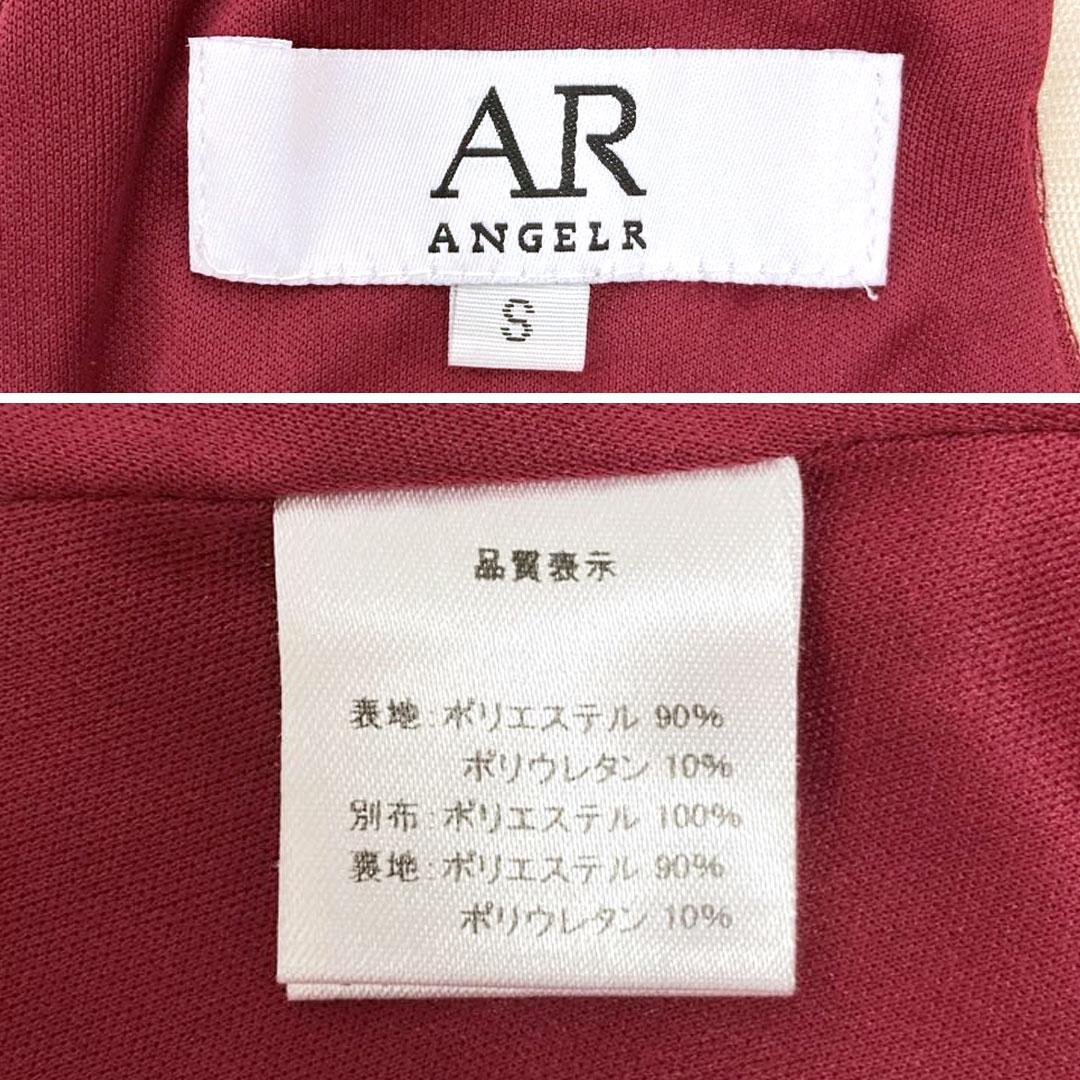 AR
ANGELR
S
品質表示
表地:ポリエステル 90%
ポリウレタン 10%
別布:ポリエステル 100%
裏地:ポリエステル 90%
ポリウレタン 10%